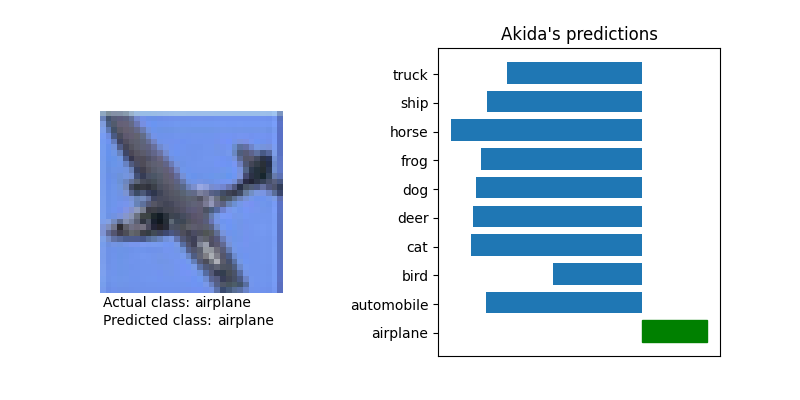 Akida's predictions
truck
ship
horse
frog
dog
deer
cat
bird
automobile
airplane
Actual class: airplane
Predicted class: airplane